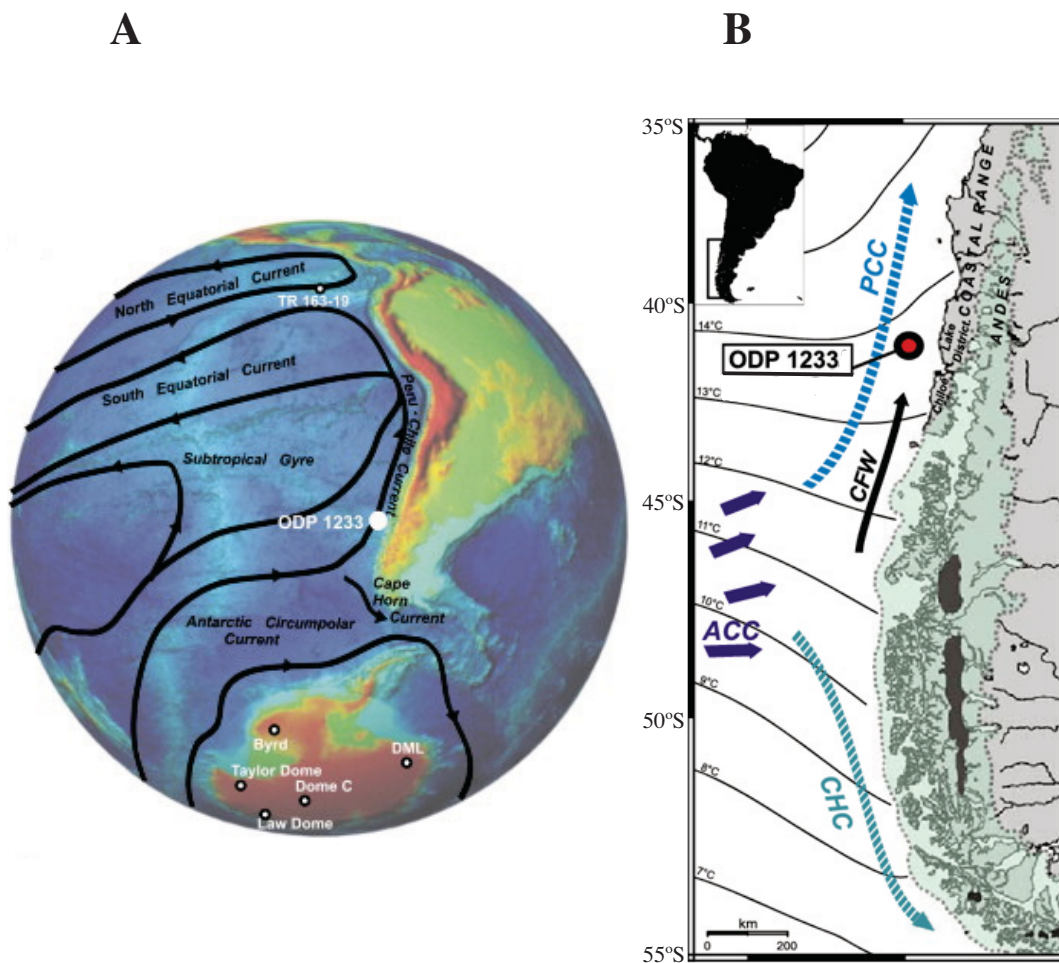 A
B
North Equatorial Current
TR 163-19
South Equatorial Current
Peru - Chile Current
Subtropical Gyre
ODP 1233
Cape
Horn
Current
Antarctic Circumpolar
Current
Byrd
DML
Taylor Dome
Dome C
Law Dome
35ºS
40ºS
45ºS
50ºS
55ºS
COASTAL RANGE
ANDES
Lake
District
Chiloé
PCC
14°C
ODP 1233
13°C
12°C
CFW
11°C
10°C
ACC
9°C
8°C
CHC
7°C
km
0 200